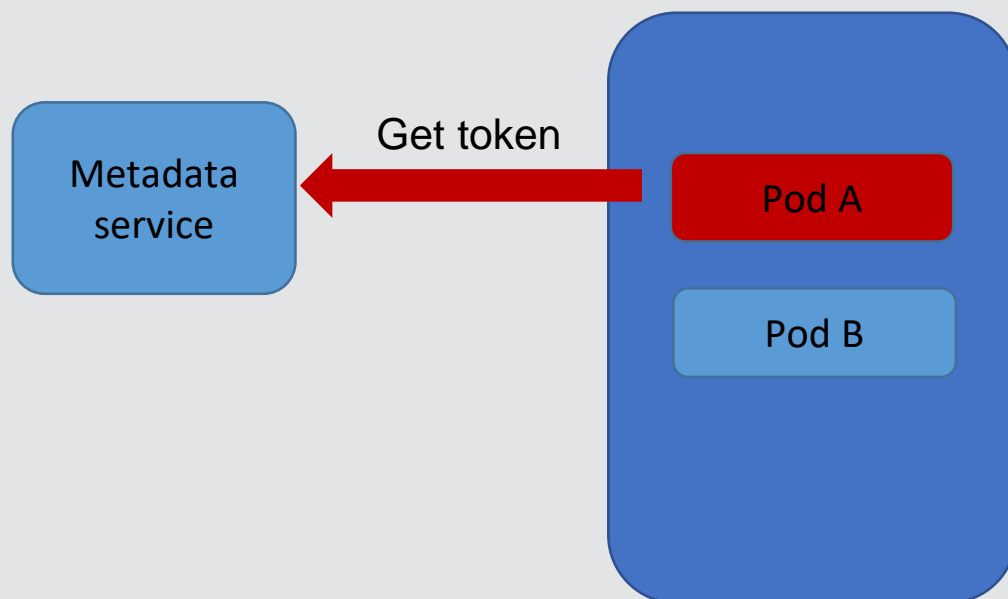 Get token
Metadata
service
Pod A
Pod B